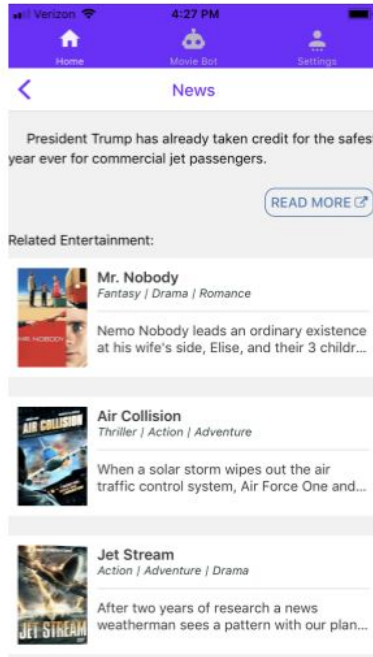 Verizon 4:27 PM
Home Movie Bot Settings
News
President Trump has already taken credit for the safest
year ever for commercial jet passengers.
READ MORE
Related Entertainment:
Mr. Nobody
Fantasy | Drama | Romance
Nemo Nobody leads an ordinary existence
at his wife's side, Elise, and their 3 childr...
MR. NOBODY
Air Collision
Thriller | Action | Adventure
When a solar storm wipes out the air
traffic control system, Air Force One and...
AIR COLLISION
Jet Stream
Action | Adventure | Drama
After two years of research a news
weatherman sees a pattern with our plan...
JET STREAM